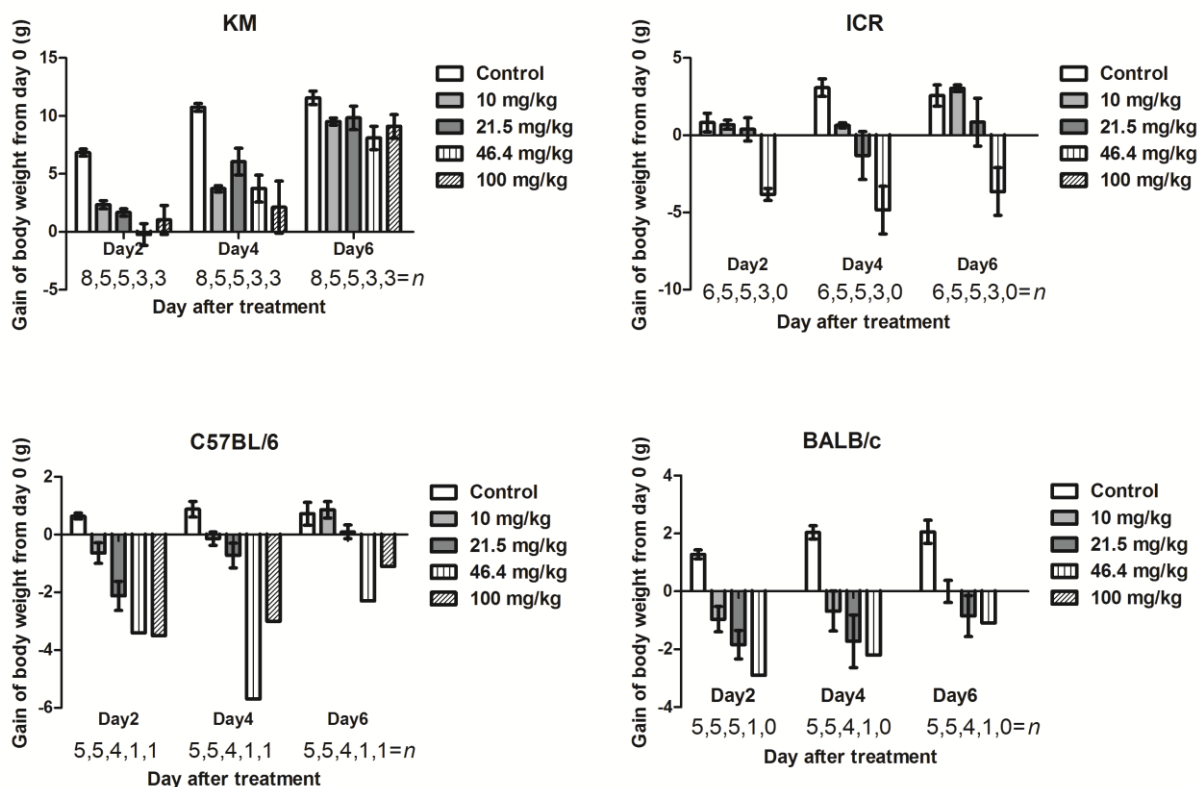 KM
Gain of body weight from day 0 (g)
15
10
5
0
-5
Day2 Day4 Day6
8,5,5,3,3 8,5,5,3,3 8,5,5,3,3=n
Day after treatment
Control
10 mg/kg
21.5 mg/kg
46.4 mg/kg
100 mg/kg
ICR
Gain of body weight from day 0 (g)
5
0
-5
-10
Day2 Day4 Day6
6,5,5,3,0 6,5,5,3,0 6,5,5,3,0=n
Day after treatment
Control
10 mg/kg
21.5 mg/kg
46.4 mg/kg
100 mg/kg
C57BL/6
Gain of body weight from day 0 (g)
2
0
-2
-4
-6
Day2 Day4 Day6
5,5,4,1,1 5,5,4,1,1 5,5,4,1,1=n
Day after treatment
Control
10 mg/kg
21.5 mg/kg
46.4 mg/kg
100 mg/kg
BALB/c
Gain of body weight from day 0 (g)
4
2
0
-2
-4
Day2 Day4 Day6
5,5,5,1,0 5,5,4,1,0 5,5,4,1,0=n
Day after treatment
Control
10 mg/kg
21.5 mg/kg
46.4 mg/kg
100 mg/kg